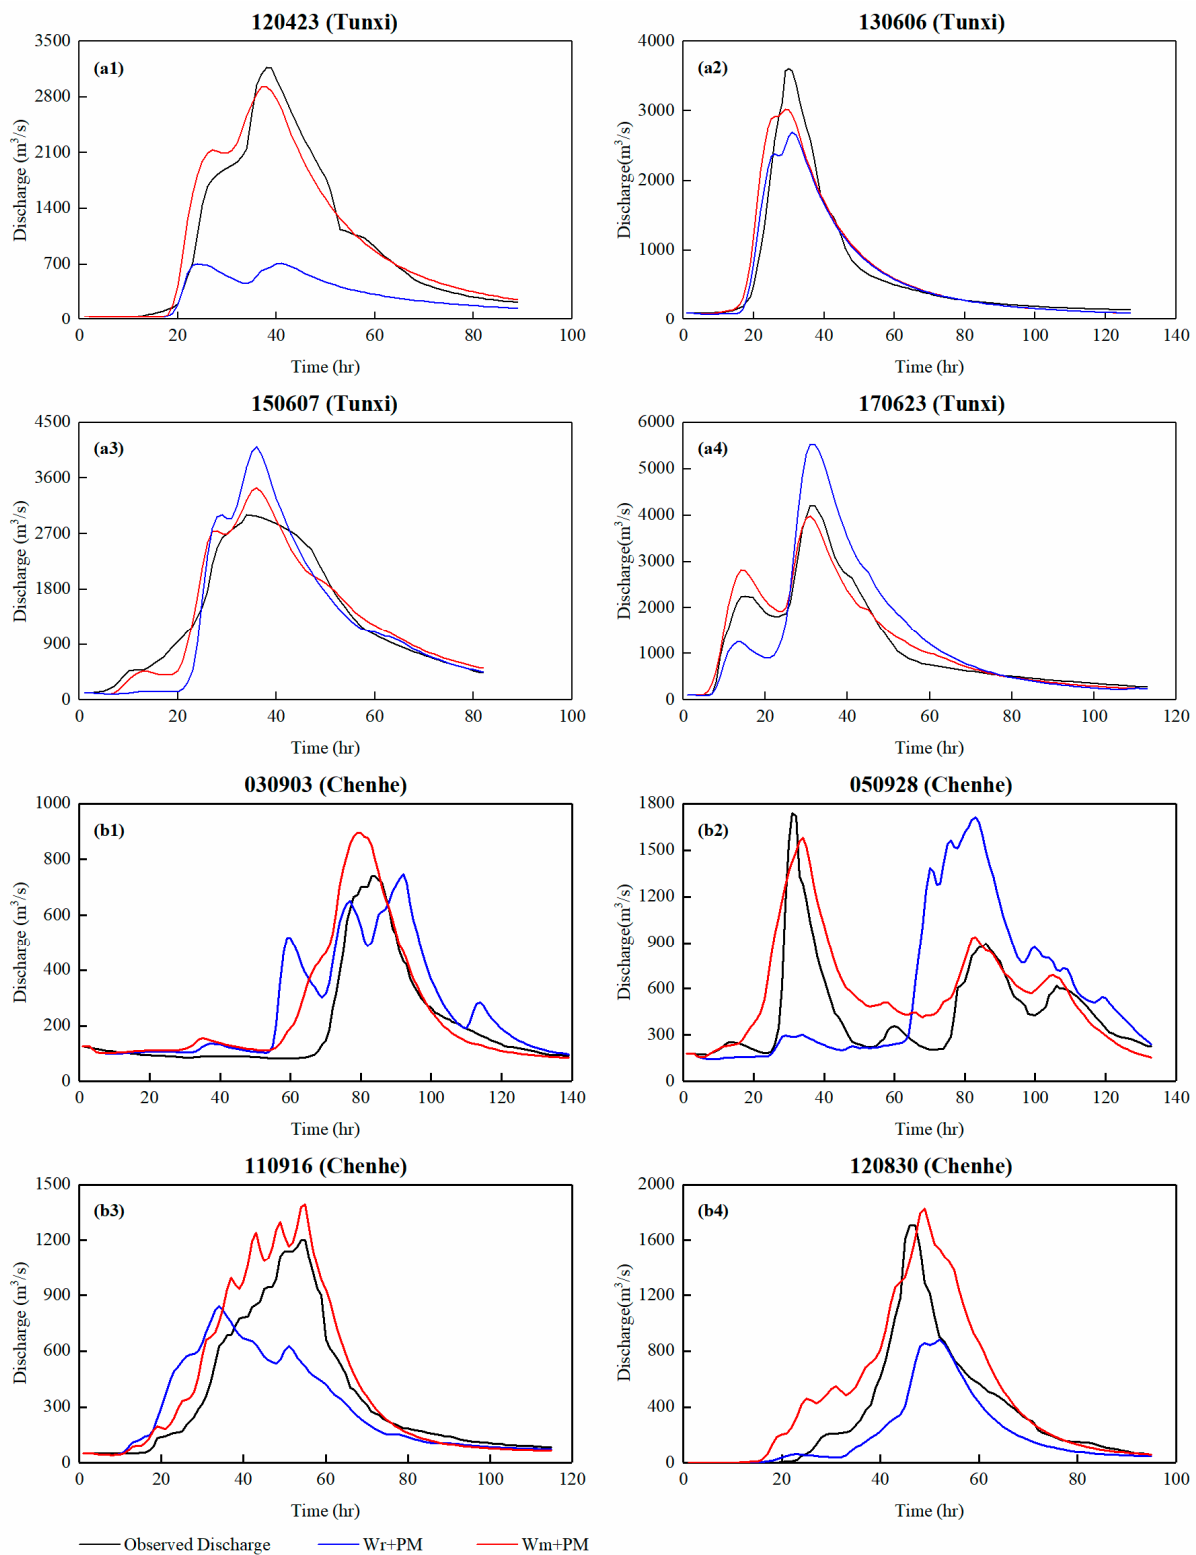 120423 (Tunxi)
(a1)
Discharge (m³/s)
3500
2800
2100
1400
700
0
0 20 40 60 80 100
Time (hr)
130606 (Tunxi)
(a2)
Discharge(m³/s)
4000
3000
2000
1000
0
0 20 40 60 80 100 120 140
Time (hr)
150607 (Tunxi)
(a3)
Discharge (m³/s)
4500
3600
2700
1800
900
0
0 20 40 60 80 100
Time (hr)
170623 (Tunxi)
(a4)
Discharge(m³/s)
6000
5000
4000
3000
2000
1000
0
0 20 40 60 80 100 120
Time (hr)
030903 (Chenhe)
(b1)
Discharge (m³/s)
1000
800
600
400
200
0
0 20 40 60 80 100 120 140
Time (hr)
050928 (Chenhe)
(b2)
Discharge(m³/s)
1800
1500
1200
900
600
300
0
0 20 40 60 80 100 120 140
Time (hr)
110916 (Chenhe)
(b3)
Discharge (m³/s)
1500
1200
900
600
300
0
0 20 40 60 80 100 120
Time (hr)
120830 (Chenhe)
(b4)
Discharge(m³/s)
2000
1600
1200
800
400
0
0 20 40 60 80 100
Time (hr)
Observed Discharge Wr+PM Wm+PM